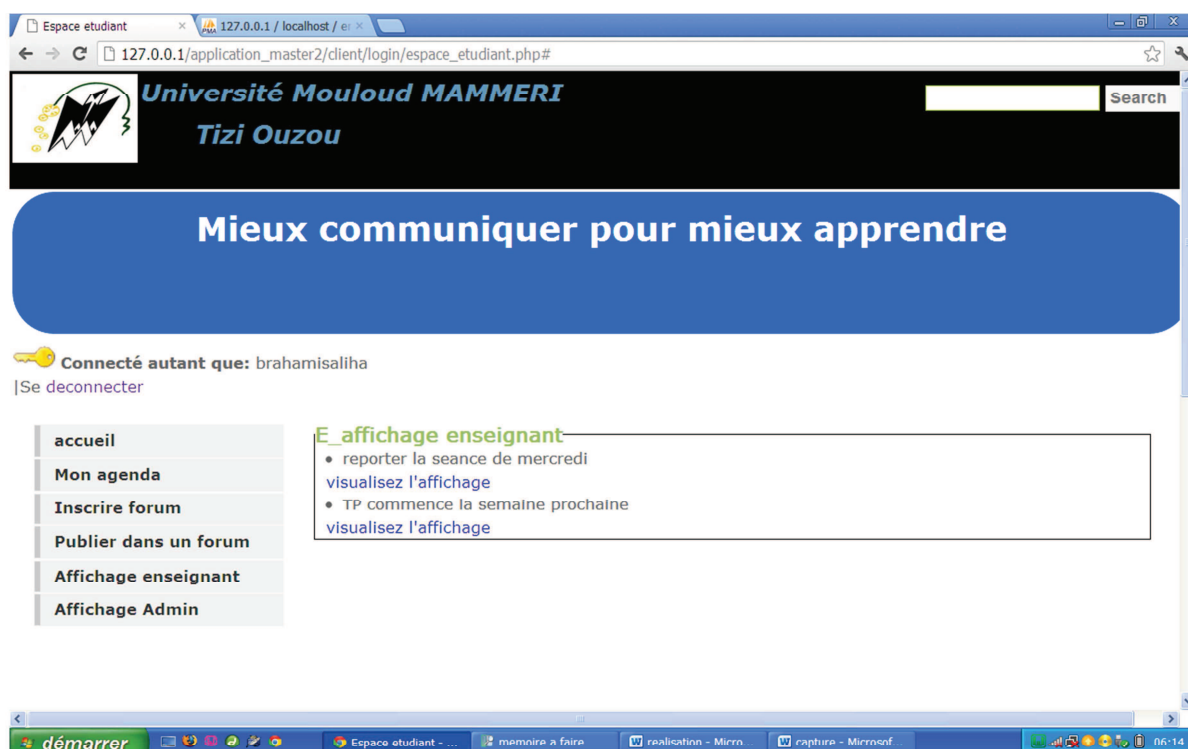 Espace etudiant
127.0.0.1 / localhost / e
127.0.0.1/application_master2/client/login/espace_etudiant.php#
Université Mouloud MAMMERI
Search
Tizi Ouzou
Mieux communiquer pour mieux apprendre
Connecté autant que: brahamisaliha
|Se deconnecter
accueil
Mon agenda
Inscrire forum
Publier dans un forum
Affichage enseignant
Affichage Admin
E_affichage enseignant
reporter la seance de mercredi
visualisez l'affichage
TP commence la semaine prochaine
visualisez l'affichage
démarrer
Espace etudiant - ...
memoire a faire
realisation - Micro...
capture - Microsof...
06:14